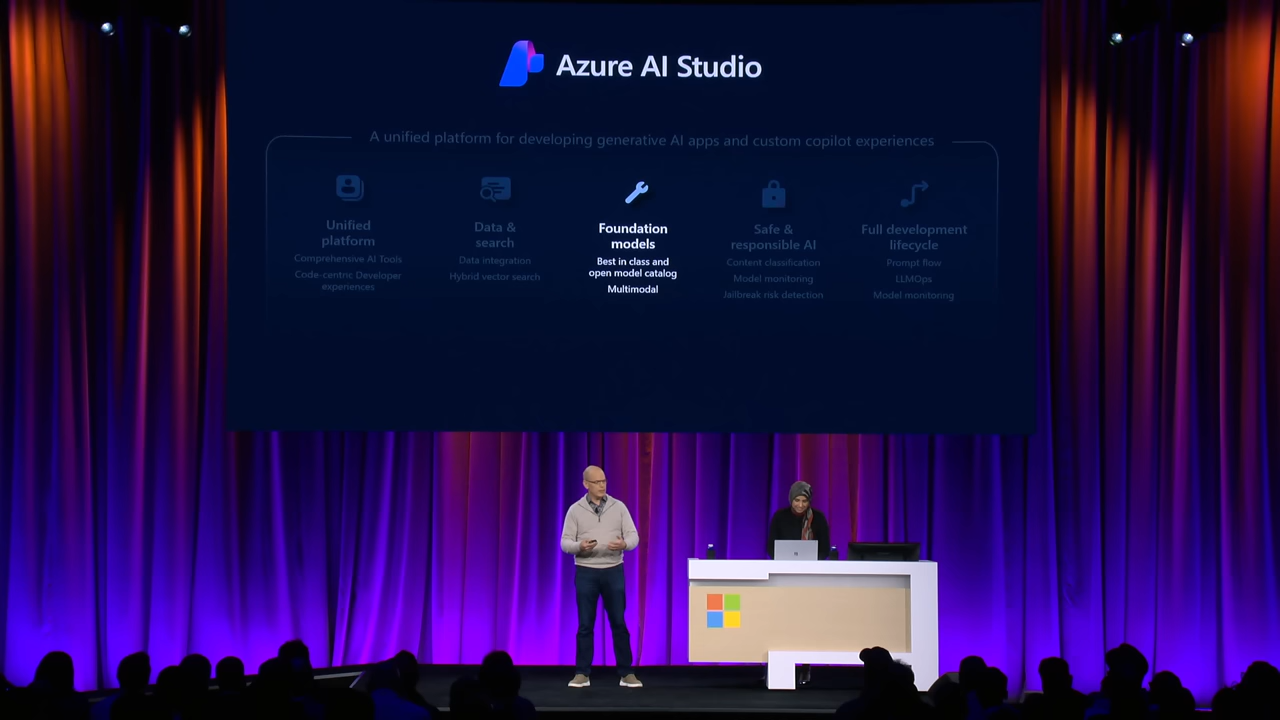 Azure AI Studio
A unified platform for developing generative AI apps and custom copilot experiences
Unified
platform
Comprehensive AI Tools
Code-centric Developer
experiences
Data &
search
Data integration
Hybrid vector search
Foundation
models
Best in class and
open model catalog
Multimodal
Safe &
responsible AI
Content classification
Model monitoring
Jailbreak risk detection
Full development
lifecycle
Prompt flow
LLMOps
Model monitoring